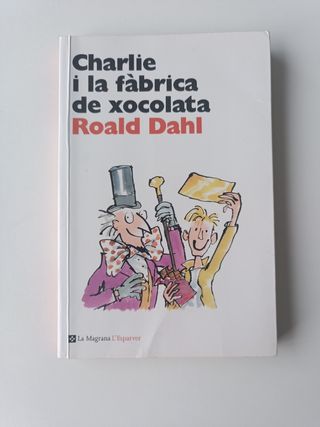 Charlie
i la fàbrica
de xocolata
Roald Dahl
La Magrana L'Esparver